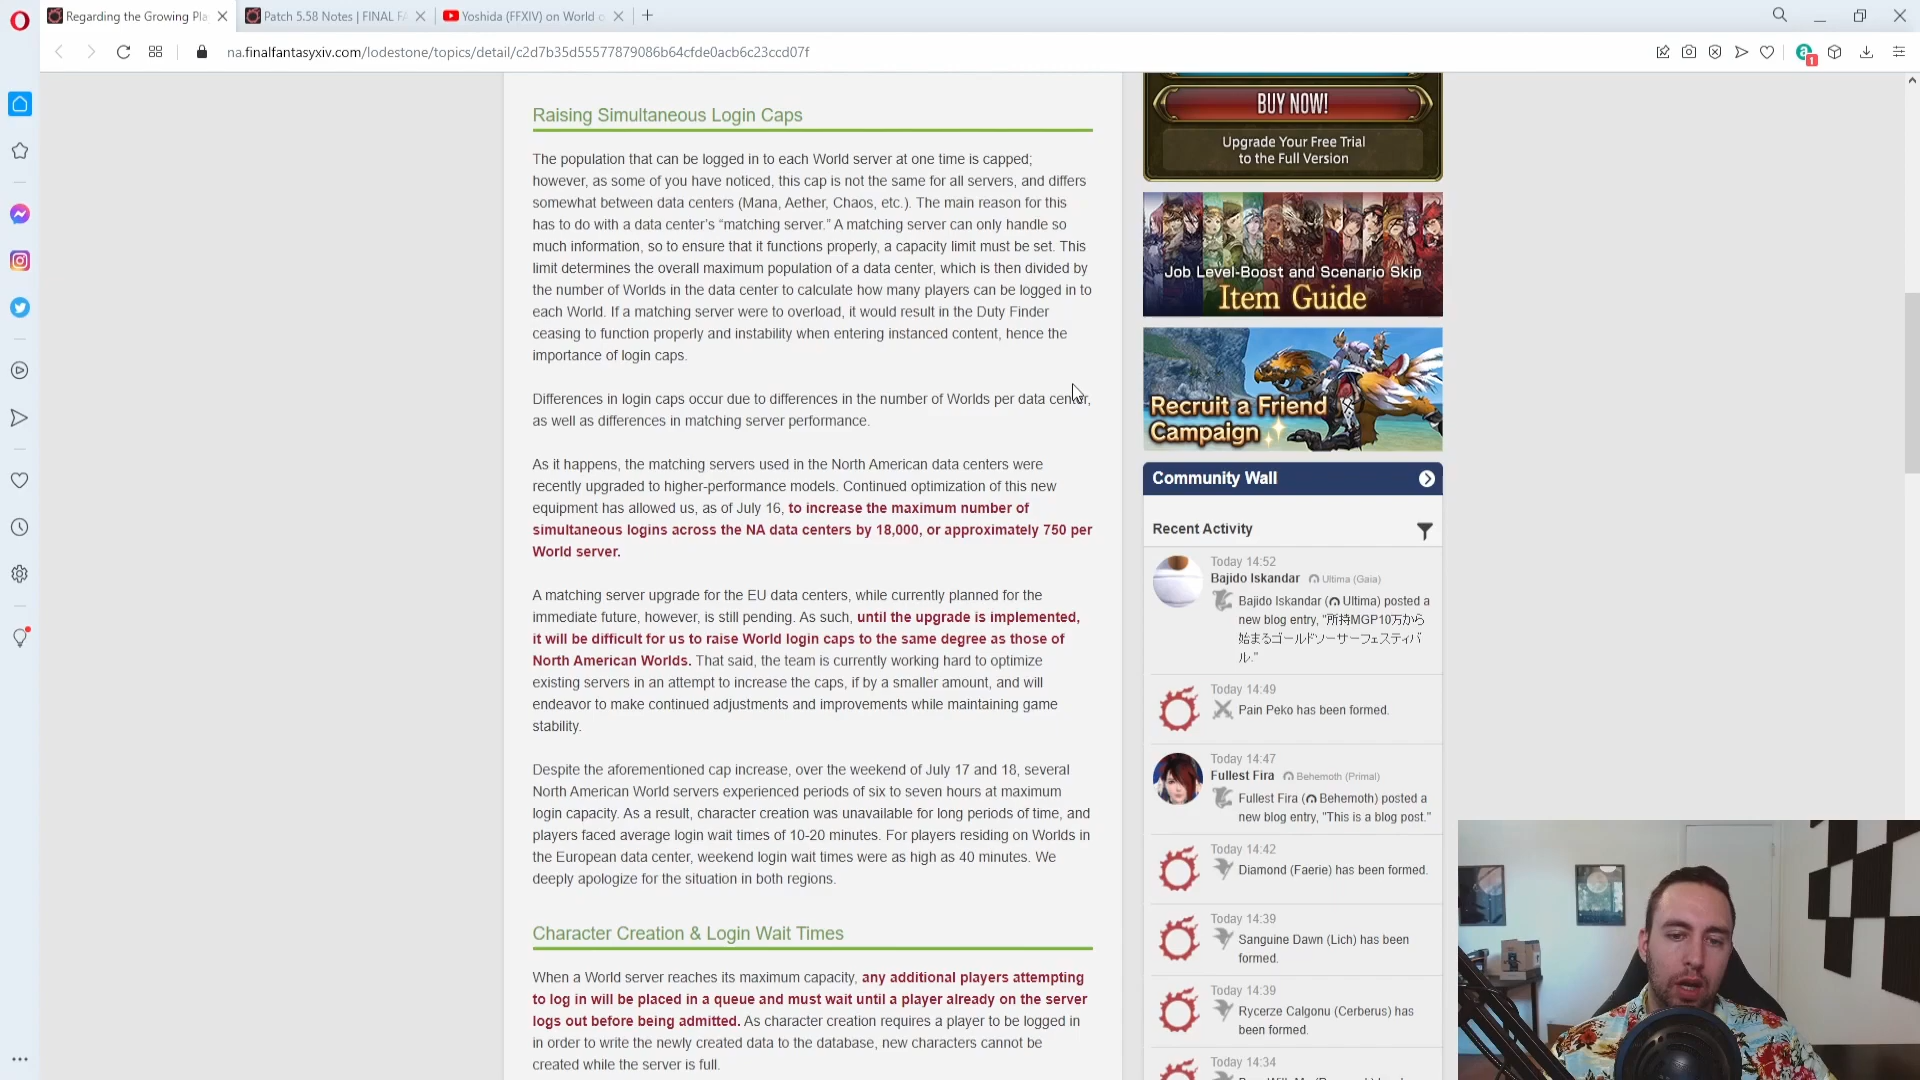 Regarding the Growing Pla
Patch 5.58 Notes | FINAL FA
Yoshida (FFXIV) on World o
na.finalfantasyxiv.com/lodestone/topics/detail/c2d7b35d55577879086b64cfde0acb6c23ccd07f
1
Raising Simultaneous Login Caps
The population that can be logged in to each World server at one time is capped;
however, as some of you have noticed, this cap is not the same for all servers, and differs
somewhat between data centers (Mana, Aether, Chaos, etc.). The main reason for this
has to do with a data center's “matching server.” A matching server can only handle so
much information, so to ensure that it functions properly, a capacity limit must be set. This
limit determines the overall maximum population of a data center, which is then divided by
the number of Worlds in the data center to calculate how many players can be logged in to
each World. If a matching server were to overload, it would result in the Duty Finder
ceasing to function properly and instability when entering instanced content, hence the
importance of login caps.
Differences in login caps occur due to differences in the number of Worlds per data center,
as well as differences in matching server performance.
As it happens, the matching servers used in the North American data centers were
recently upgraded to higher-performance models. Continued optimization of this new
equipment has allowed us, as of July 16, to increase the maximum number of
simultaneous logins across the NA data centers by 18,000, or approximately 750 per
World server.
A matching server upgrade for the EU data centers, while currently planned for the
immediate future, however, is still pending. As such, until the upgrade is implemented,
it will be difficult for us to raise World login caps to the same degree as those of
North American Worlds. That said, the team is currently working hard to optimize
existing servers in an attempt to increase the caps, if by a smaller amount, and will
endeavor to make continued adjustments and improvements while maintaining game
stability.
Despite the aforementioned cap increase, over the weekend of July 17 and 18, several
North American World servers experienced periods of six to seven hours at maximum
login capacity. As a result, character creation was unavailable for long periods of time, and
players faced average login wait times of 10-20 minutes. For players residing on Worlds in
the European data center, weekend login wait times were as high as 40 minutes. We
deeply apologize for the situation in both regions.
Character Creation & Login Wait Times
When a World server reaches its maximum capacity, any additional players attempting
to log in will be placed in a queue and must wait until a player already on the server
logs out before being admitted. As character creation requires a player to be logged in
in order to write the newly created data to the database, new characters cannot be
created while the server is full.
BUY NOW!
Upgrade Your Free Trial
to the Full Version
Job Level-Boost and Scenario Skip
Item Guide
Recruit a Friend
Campaign
Community Wall
Recent Activity
Today 14:52
Bajido Iskandar Ultima (Gaia)
Bajido Iskandar (Ultima) posted a
new blog entry, "所持MGP10万から
始まるゴールドソーサーフェスティバ
ル."
Today 14:49
Pain Peko has been formed.
Today 14:47
Fullest Fira Behemoth (Primal)
Fullest Fira (Behemoth) posted a
new blog entry, "This is a blog post."
Today 14:42
Diamond (Faerie) has been formed.
Today 14:39
Sanguine Dawn (Lich) has been
formed.
Today 14:39
Rycerze Calgonu (Cerberus) has
been formed.
Today 14:34